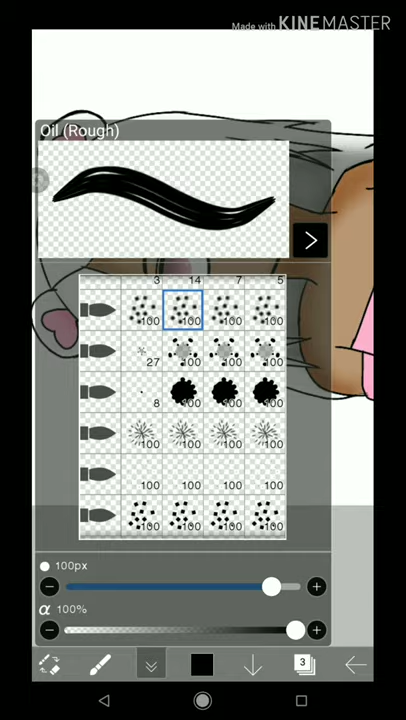 Made with KINEMASTER
Oil (Rough)
3 14 7 5
100 100 100 100
27 100 100 100
8 100 100 100
100 100 100 100
100 100 100 100
100 100 100 100
100px
α 100%
3